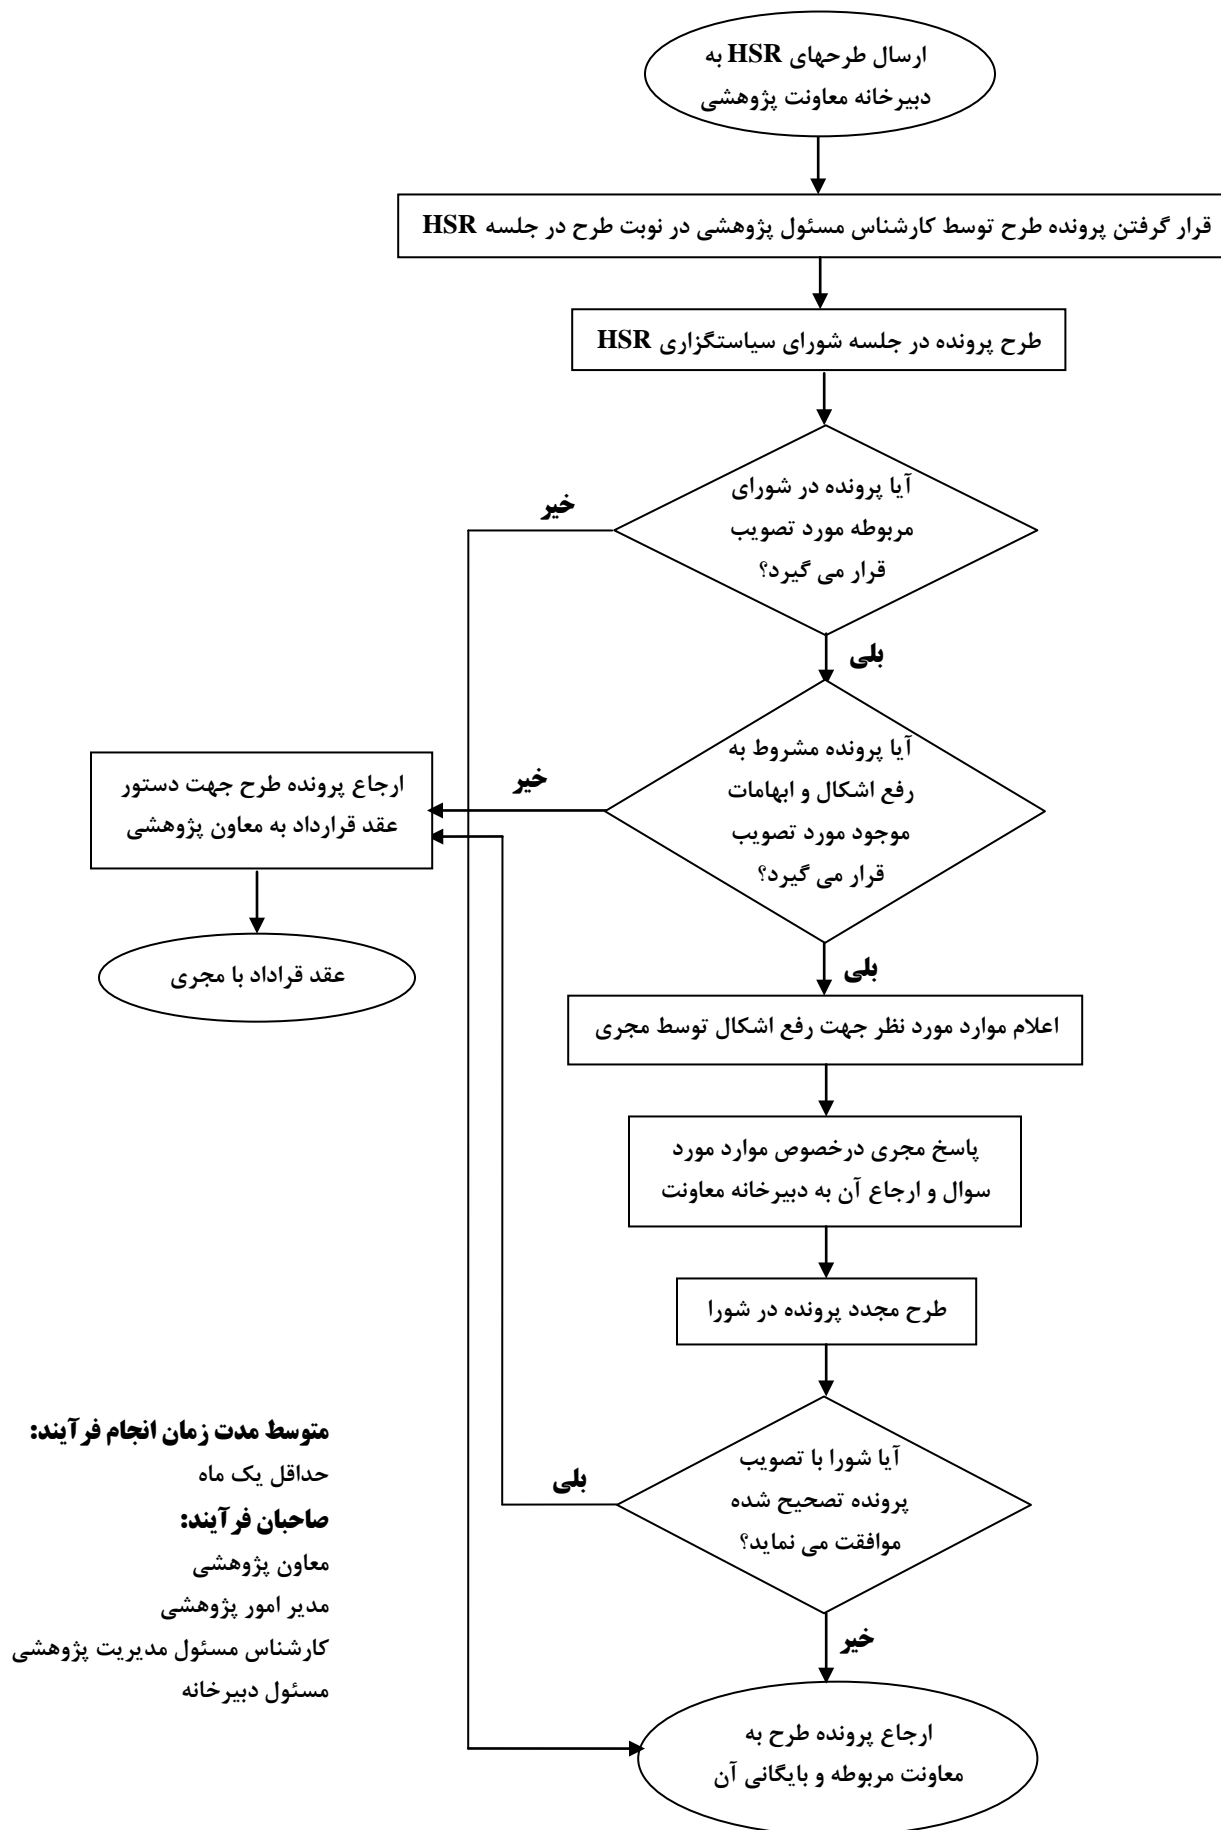 ارسال طرحهای HSR به
دبیرخانه معاونت پژوهشی
قرار گرفتن پرونده طرح توسط کارشناس مسئول پژوهشی در نوبت طرح در جلسه HSR
طرح پرونده در جلسه شورای سیاستگزاری HSR
آیا پرونده در شورای
مربوطه مورد تصویب
قرار می گیرد؟
خیر
بلی
آیا پرونده مشروط به
رفع اشکال و ابهامات
موجود مورد تصویب
قرار می گیرد؟
خیر
ارجاع پرونده طرح جهت دستور
عقد قرارداد به معاون پژوهشی
عقد قراداد با مجری
بلی
اعلام موارد مورد نظر جهت رفع اشکال توسط مجری
پاسخ مجری درخصوص موارد مورد
سوال و ارجاع آن به دبیرخانه معاونت
طرح مجدد پرونده در شورا
آیا شورا با تصویب
پرونده تصحیح شده
موافقت می نماید؟
بلی
خیر
ارجاع پرونده طرح به
معاونت مربوطه و بایگانی آن
متوسط مدت زمان انجام فرآیند:
حداقل یک ماه
صاحبان فرآیند:
معاون پژوهشی
مدیر امور پژوهشی
کارشناس مسئول مدیریت پژوهشی
مسئول دبیرخانه